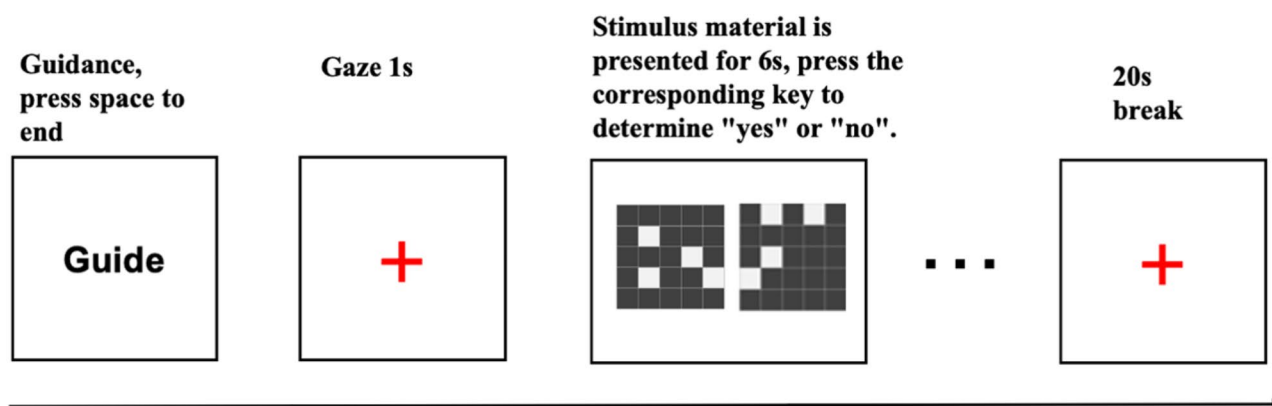 Guidance,
press space to
end
Gaze 1s
Stimulus material is
presented for 6s, press the
corresponding key to
determine "yes" or "no".
20s
break
Guide
. . .